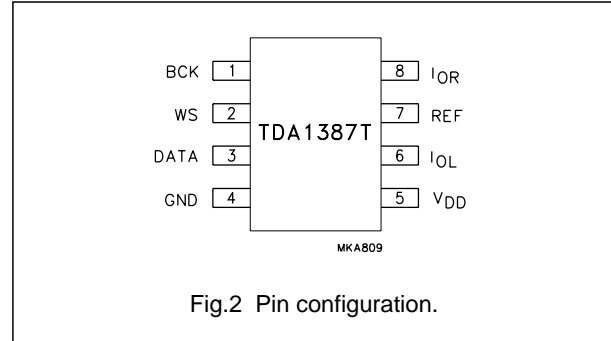 BCK 1 8 IOR
WS 2 7 REF
TDA1387T
DATA 3 6 IOL
GND 4 5 VDD
MKA809
Fig.2 Pin configuration.